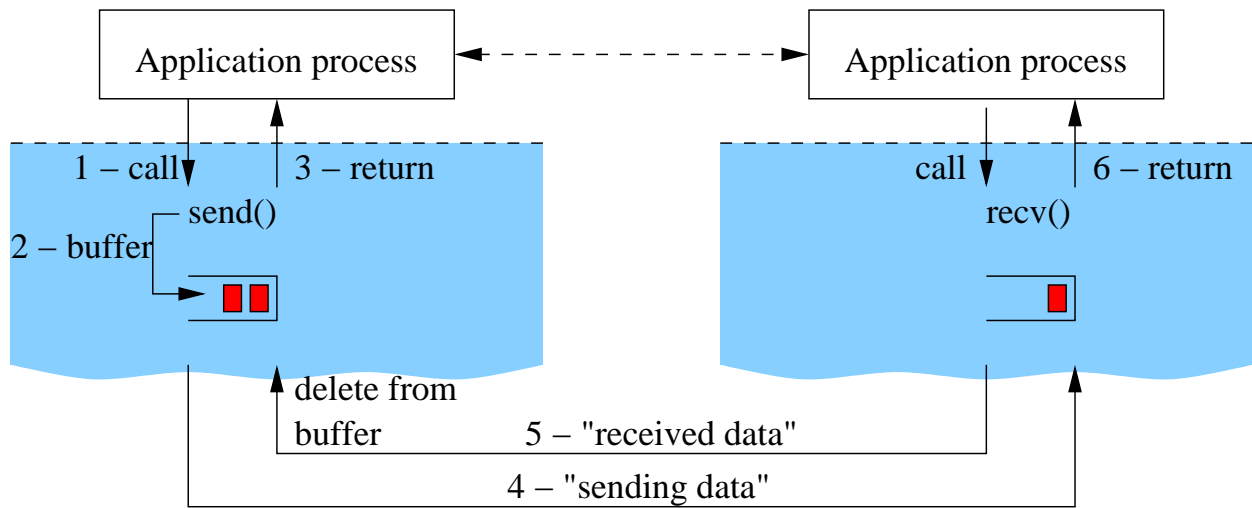 Application process
Application process
1 – call
3 – return
call
6 – return
send()
recv()
2 – buffer
delete from
buffer
5 – "received data"
4 – "sending data"